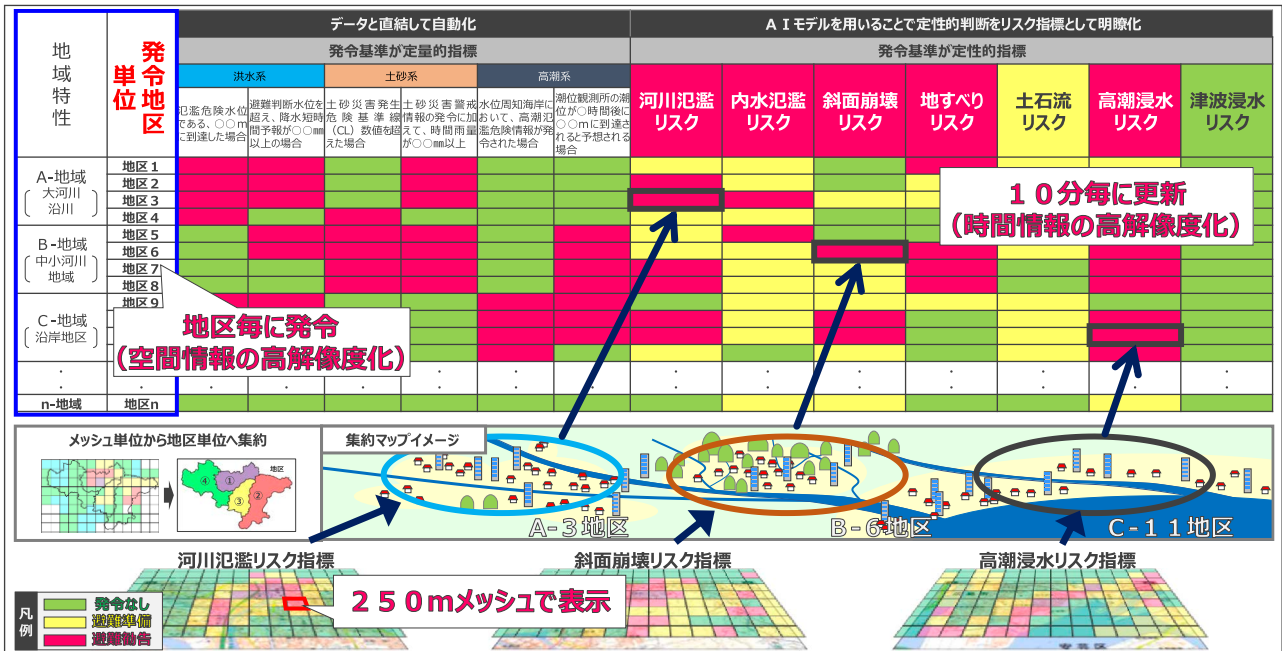 データと直結して自動化
ＡＩモデルを用いることで定性的判断をリスク指標として明瞭化
地域特性
発令地区単位
発令基準が定量的指標
発令基準が定性的指標
洪水系
土砂系
高潮系
氾濫危険水位
である、○○ｍ
に到達した場合
避難判断水位を
超え、降水短時
間予報が○○㎜
以上の場合
土砂災害発生
危険基準線
（CL）数値を超
えた場合
土砂災害警戒
情報の発令に加
えて、時間雨量
が○○㎜以上
水位周知海岸に
おいて、高潮氾
濫危険情報が発
令された場合
潮位観測所の潮
位が○時間後に
○○ｍに到達さ
れると予想される
場合
河川氾濫
リスク
内水氾濫
リスク
斜面崩壊
リスク
地すべり
リスク
土石流
リスク
高潮浸水
リスク
津波浸水
リスク
A-地域
大河川
沿川
地区１
地区２
地区３
地区４
B-地域
中小河川
地域
地区５
地区６
地区７
地区８
C-地域
沿岸地区
地区９
n-地域
地区n
１０分毎に更新
（時間情報の高解像度化）
地区毎に発令
（空間情報の高解像度化）
メッシュ単位から地区単位へ集約
地区
①
②
③
④
集約マップイメージ
A-３地区
B-６地区
C-１１地区
河川氾濫リスク指標
斜面崩壊リスク指標
高潮浸水リスク指標
２５０ｍメッシュで表示
凡例
発令なし
避難準備
避難勧告
安芸区